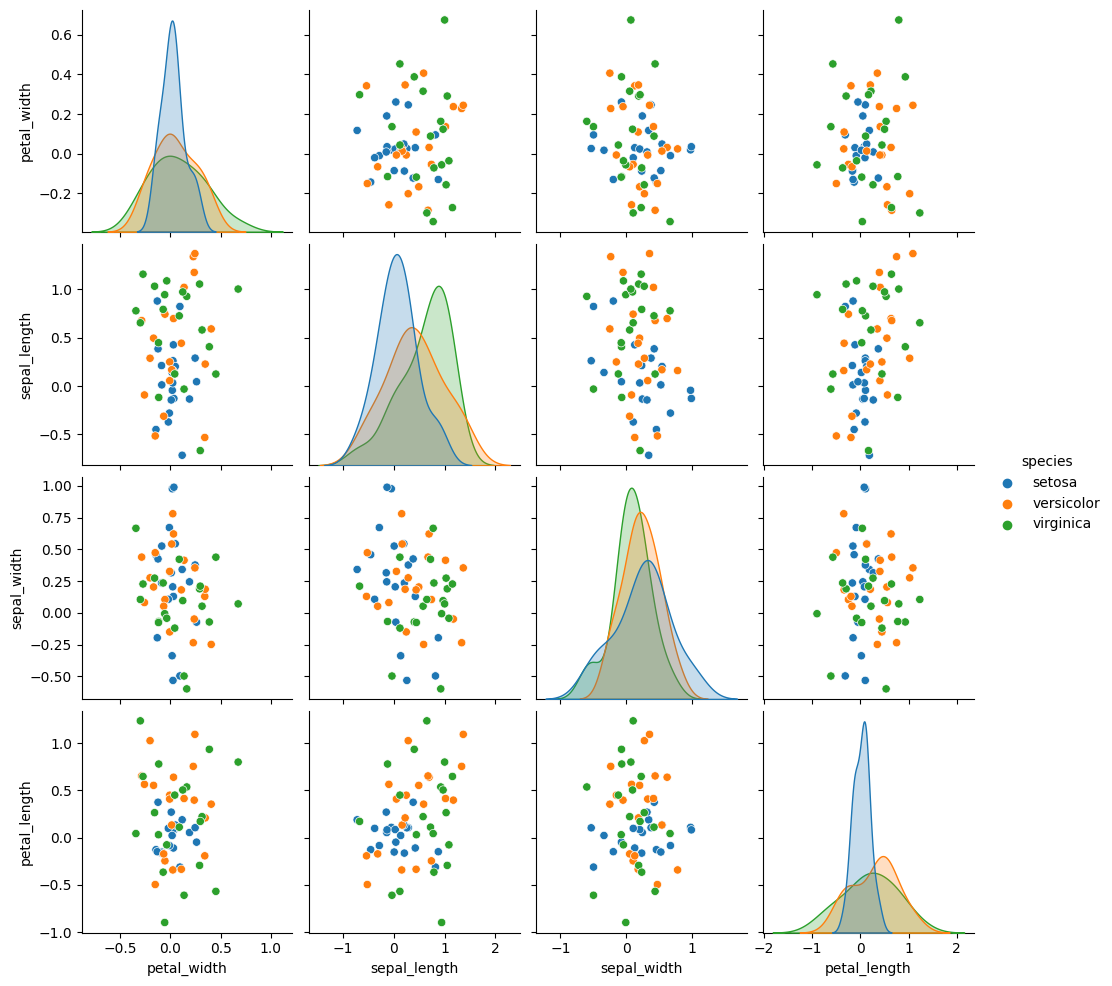 petal_width
0.6
0.4
0.2
0.0
−0.2
sepal_length
1.0
0.5
0.0
−0.5
species
setosa
versicolor
virginica
sepal_width
1.00
0.75
0.50
0.25
0.00
−0.25
−0.50
petal_length
1.0
0.5
0.0
−0.5
−1.0
−0.5 0.0 0.5 1.0
−1 0 1
−1 0 1
−2 −1 0 1 2
petal_width
sepal_length
sepal_width
petal_length